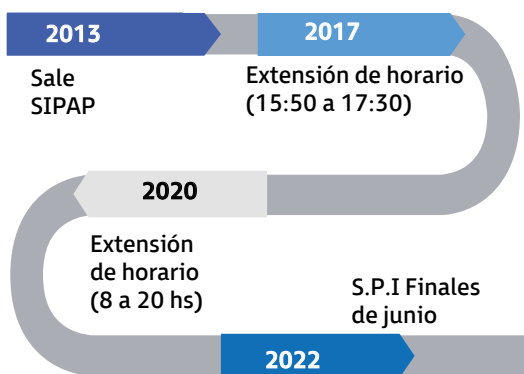 2013
Sale
SIPAP
2017
Extensión de horario
(15:50 a 17:30)
2020
Extensión
de horario
(8 a 20 hs)
S.P.I Finales
de junio
2022